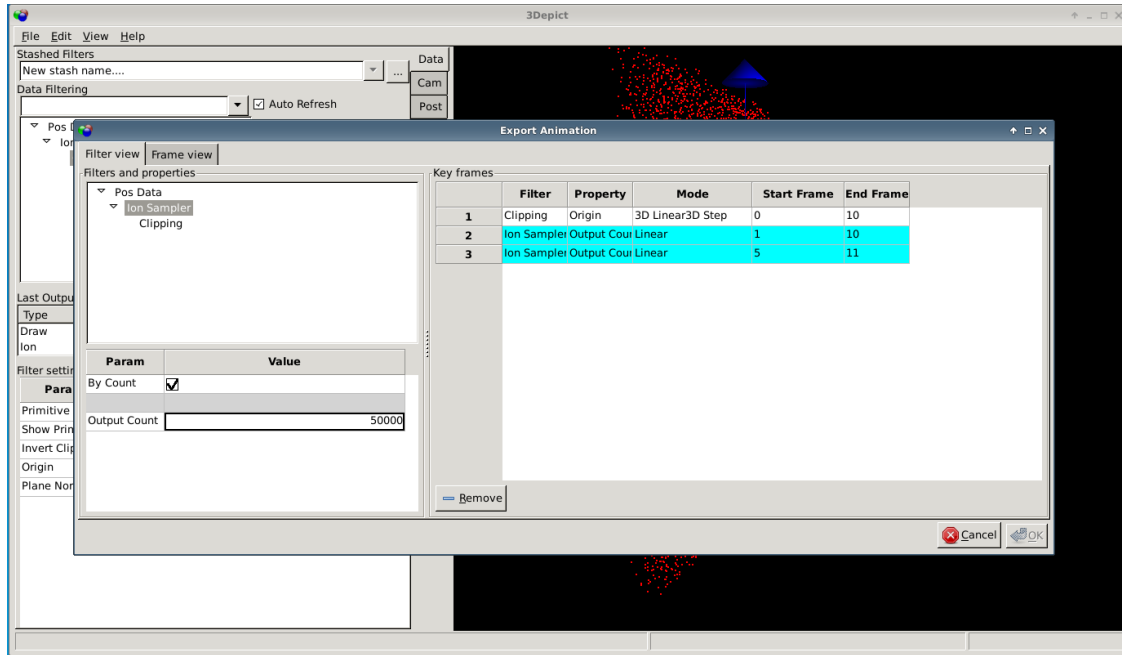 3Depict
File Edit View Help
Stashed Filters
New stash name....
...
Data Filtering
Auto Refresh
Data
Cam
Post
Pos
Ion
Export Animation
Filter view Frame view
Filters and properties
Pos Data
Ion Sampler
Clipping
Param Value
By Count
Output Count 50000
Key frames
Filter Property Mode Start Frame End Frame
1 Clipping Origin 3D Linear3D Step 0 10
2 Ion Sampler Output Cou Linear 1 10
3 Ion Sampler Output Cou Linear 5 11
Remove
Cancel OK
Last Outpu
Type
Draw
Ion
Filter settin
Para
Primitive
Show Prin
Invert Clip
Origin
Plane Nor